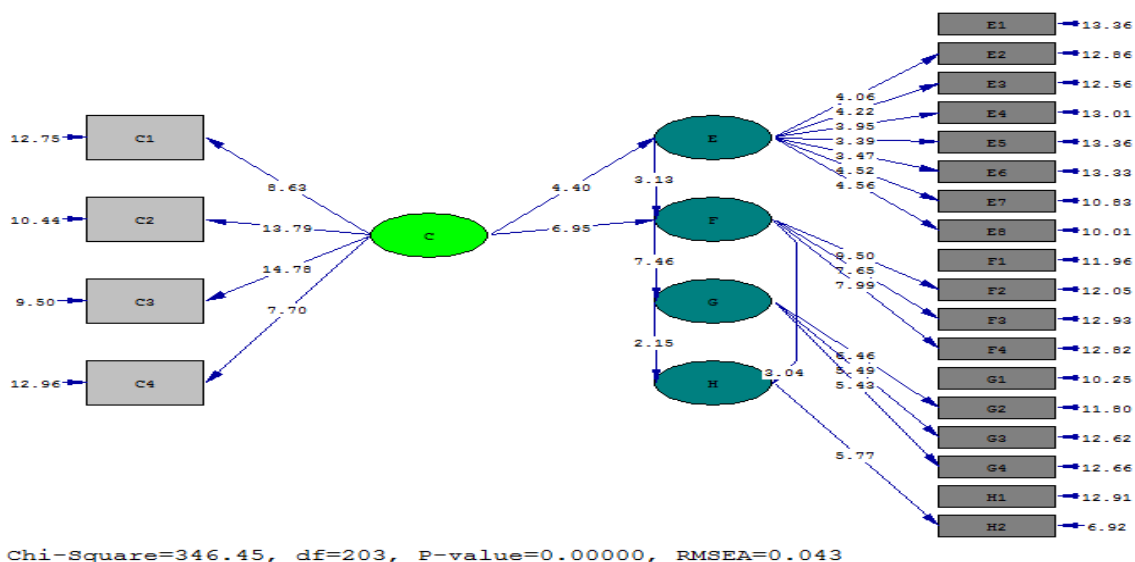 E1 13.36
E2 12.86
4.06
E3 12.56
4.22
E4 13.01
3.95
12.75 C1
E E5 13.36
3.39
3.47
E6 13.33
8.63
4.40
3.13
4.52
4.56
E7 10.83
10.44 C2
13.79
C
6.95
F
E8 10.01
9.50
F1 11.96
7.65
7.46
7.99
14.78
F2 12.05
9.50 C3
G
F3 12.93
7.70
2.15
F4 12.82
6.46
5.49
3.04
5.43
12.96 C4
H
G1 10.25
G2 11.80
G3 12.62
5.77
G4 12.66
H1 12.91
H2 6.92
Chi-Square=346.45, df=203, P-value=0.00000, RMSEA=0.043